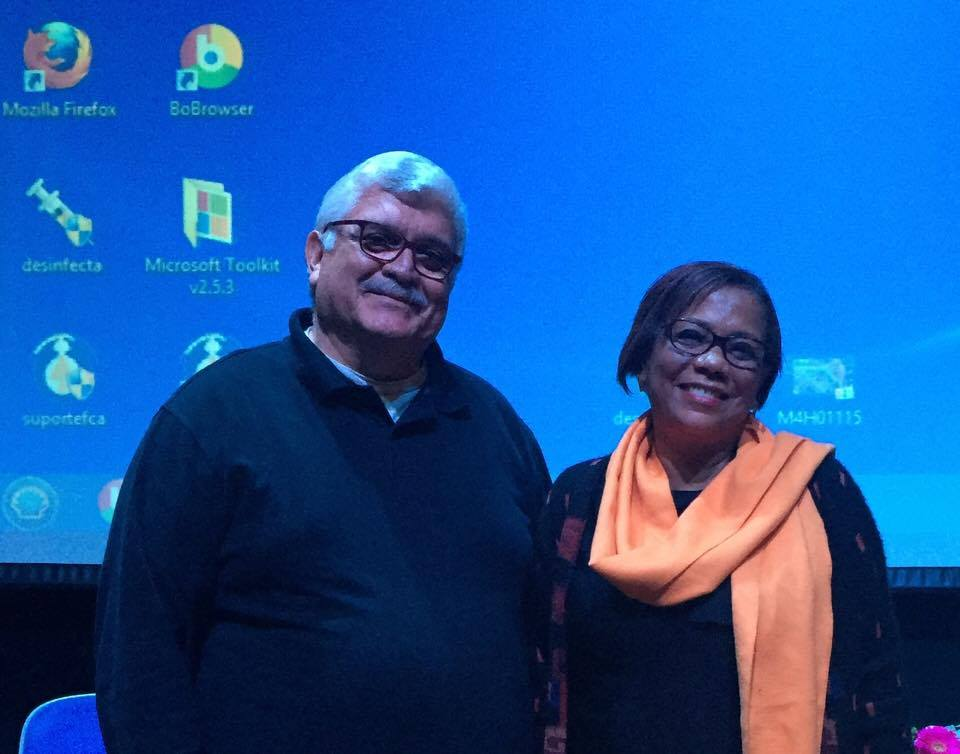 Mozilla Firefox
BoBrowser
desinfecta
Microsoft Toolkit
v2.5.3
suportefca
M4H01115